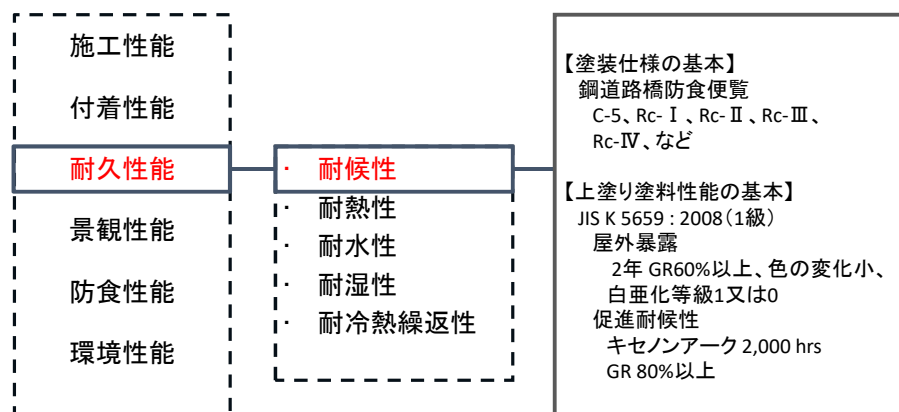 施工性能
付着性能
耐久性能
景観性能
防食性能
環境性能
・ 耐候性
・ 耐熱性
・ 耐水性
・ 耐湿性
・ 耐冷熱繰返性
【塗装仕様の基本】
鋼道路橋防食便覧
C-5、Rc-Ⅰ、Rc-Ⅱ、Rc-Ⅲ、
Rc-Ⅳ、など
【上塗り塗料性能の基本】
JIS K 5659 : 2008（1級）
屋外暴露
2年 GR60%以上、色の変化小、
白亜化等級1又は0
促進耐候性
キセノンアーク 2,000 hrs
GR 80%以上